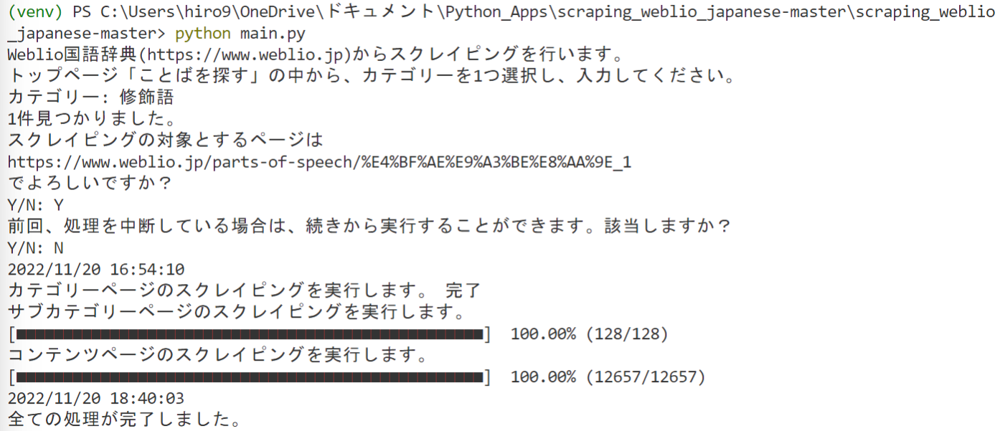 (venv) PS C:\Users\hiro9\OneDrive\ドキュメント\Python_Apps\scraping_weblio_japanese-master\scraping_weblio
_japanese-master> python main.py
Weblio国語辞典(https://www.weblio.jp)からスクレイピングを行います。
トップページ「ことばを探す」の中から、カテゴリーを1つ選択し、入力してください。
カテゴリー: 修飾語
1件見つかりました。
スクレイピングの対象とするページは
https://www.weblio.jp/parts-of-speech/%E4%BF%AE%E9%A3%BE%E8%AA%9E_1
でよろしいですか？
Y/N: Y
前回、処理を中断している場合は、続きから実行することができます。該当しますか？
Y/N: N
2022/11/20 16:54:10
カテゴリーページのスクレイピングを実行します。 完了
サブカテゴリーページのスクレイピングを実行します。
[■■■■■■■■■■■■■■■■■■■■■■■■■■■■■■■■■■■■■■■■■■■■■■■■■■] 100.00% (128/128)
コンテンツページのスクレイピングを実行します。
[■■■■■■■■■■■■■■■■■■■■■■■■■■■■■■■■■■■■■■■■■■■■■■■■■■] 100.00% (12657/12657)
2022/11/20 18:40:03
全ての処理が完了しました。